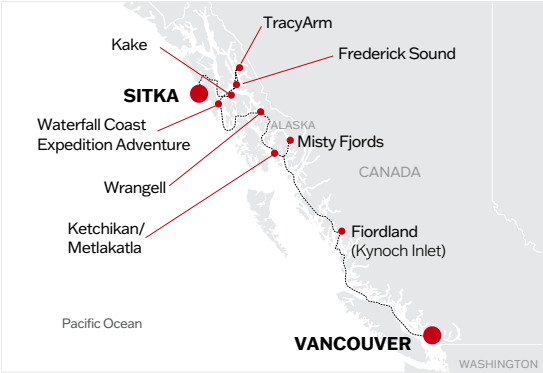 TracyArm
Kake
Frederick Sound
SITKA
Waterfall Coast
Expedition Adventure
ALASKA
Misty Fjords
CANADA
Wrangell
Ketchikan/
Metlakatla
Fiordland
(Kynoch Inlet)
Pacific Ocean
VANCOUVER
WASHINGTON